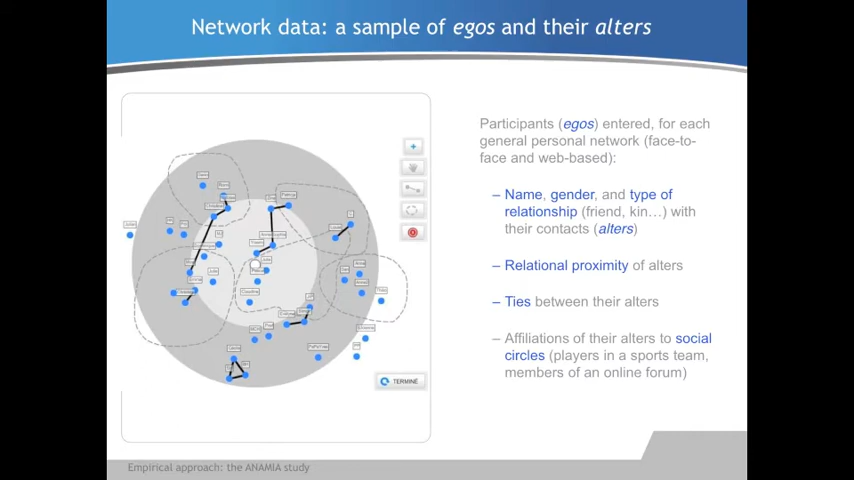 Network data: a sample of egos and their alters
Participants (egos) entered, for each
general personal network (face-to-
face and web-based):
– Name, gender, and type of
relationship (friend, kin...) with
their contacts (alters)
– Relational proximity of alters
– Ties between their alters
– Affiliations of their alters to social
circles (players in a sports team,
members of an online forum)
TERMINÉ
Empirical approach: the ANAMIA study